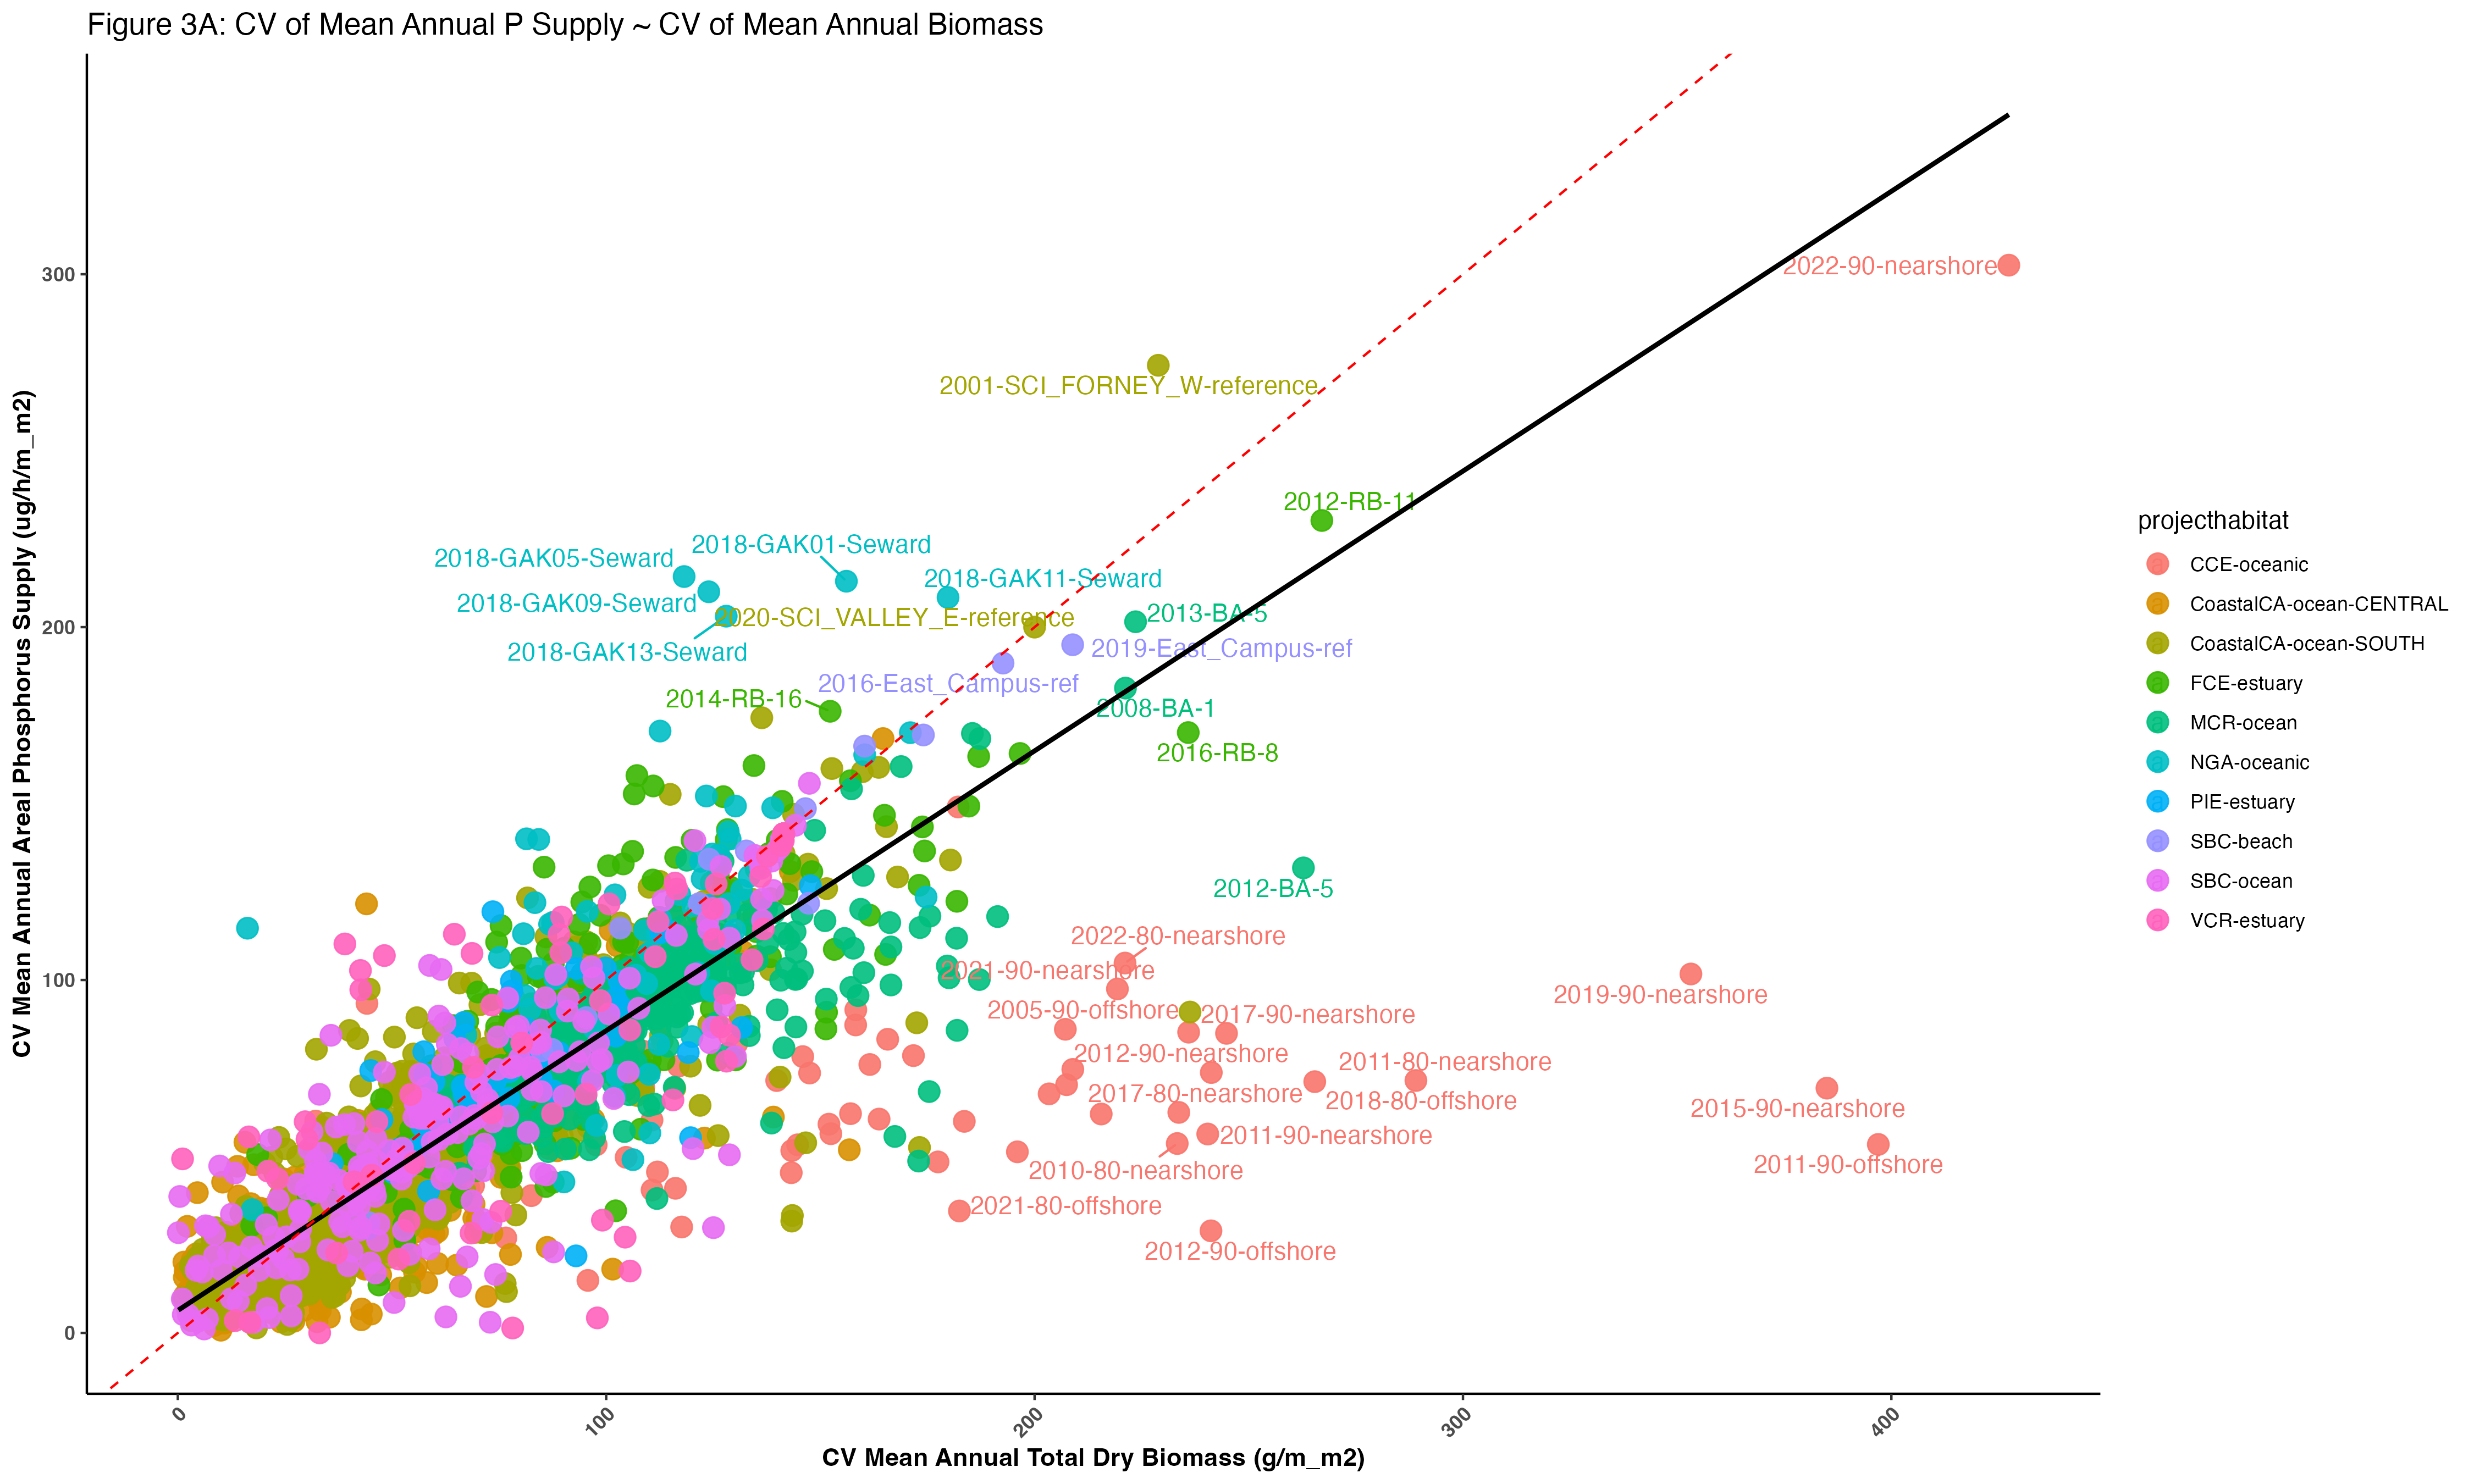 Figure 3A: CV of Mean Annual P Supply ~ CV of Mean Annual Biomass
CV Mean Annual Areal Phosphorus Supply (ug/h/m_m2)
300
200
100
0
2022-90-nearshore
2001-SCI_FORNEY_W-reference
2012-RB-11
2018-GAK01-Seward
2018-GAK05-Seward
2018-GAK11-Seward
2018-GAK09-Seward
2020-SCI_VALLEY_E-reference
2013-BA-5
2018-GAK13-Seward
2019-East_Campus-ref
2016-East_Campus-ref
2014-RB-16
2008-BA-1
2016-RB-8
2012-BA-5
2022-80-nearshore
2021-90-nearshore
2019-90-nearshore
2005-90-offshore
2017-90-nearshore
2012-90-nearshore
2011-80-nearshore
2017-80-nearshore
2018-80-offshore
2015-90-nearshore
2011-90-nearshore
2010-80-nearshore
2011-90-offshore
2021-80-offshore
2012-90-offshore
0
100
200
300
400
CV Mean Annual Total Dry Biomass (g/m_m2)
projecthabitat
CCE-oceanic
CoastalCA-ocean-CENTRAL
CoastalCA-ocean-SOUTH
FCE-estuary
MCR-ocean
NGA-oceanic
PIE-estuary
SBC-beach
SBC-ocean
VCR-estuary